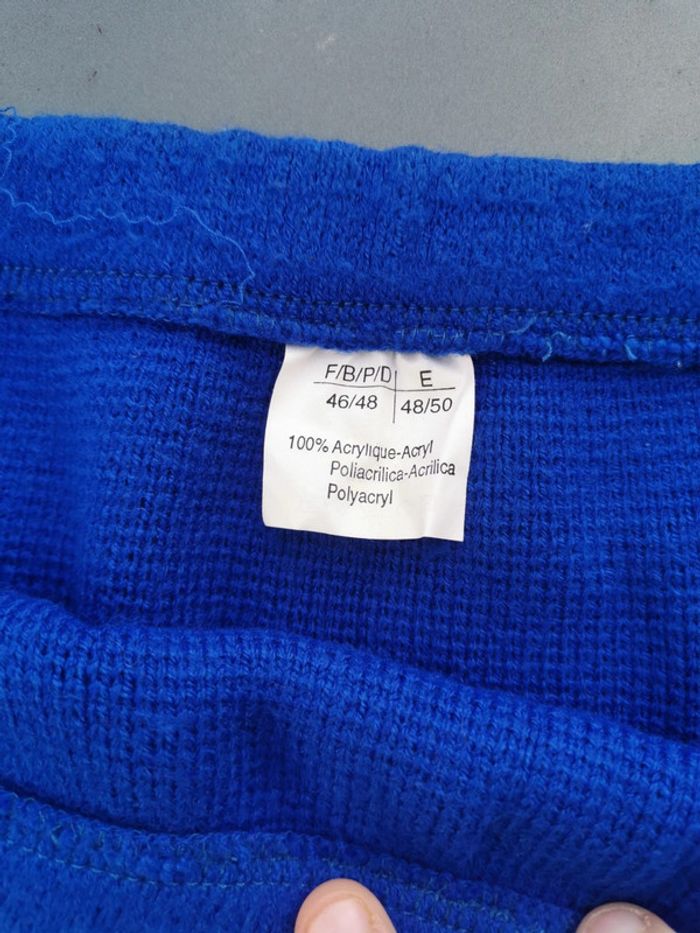 F/B/P/D E
46/48 48/50
100% Acrylique-Acryl
Poliacrilica-Acrilica
Polyacryl